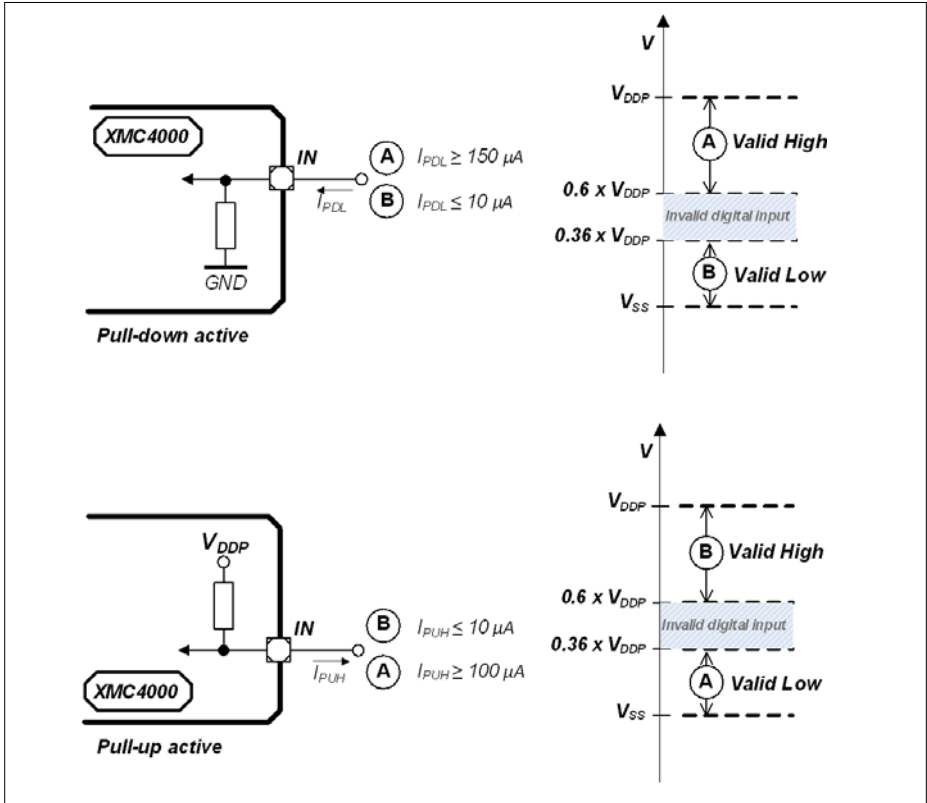 XMC4000
IN
A I_PDL ≥ 150 μA
I_PDL
B I_PDL ≤ 10 μA
GND
Pull-down active
V
V_DDP
A Valid High
0.6 x V_DDP
Invalid digital input
0.36 x V_DDP
B Valid Low
V_SS
V_DDP
IN
B I_PUH ≤ 10 μA
I_PUH
A I_PUH ≥ 100 μA
XMC4000
Pull-up active
V
V_DDP
B Valid High
0.6 x V_DDP
Invalid digital input
0.36 x V_DDP
A Valid Low
V_SS